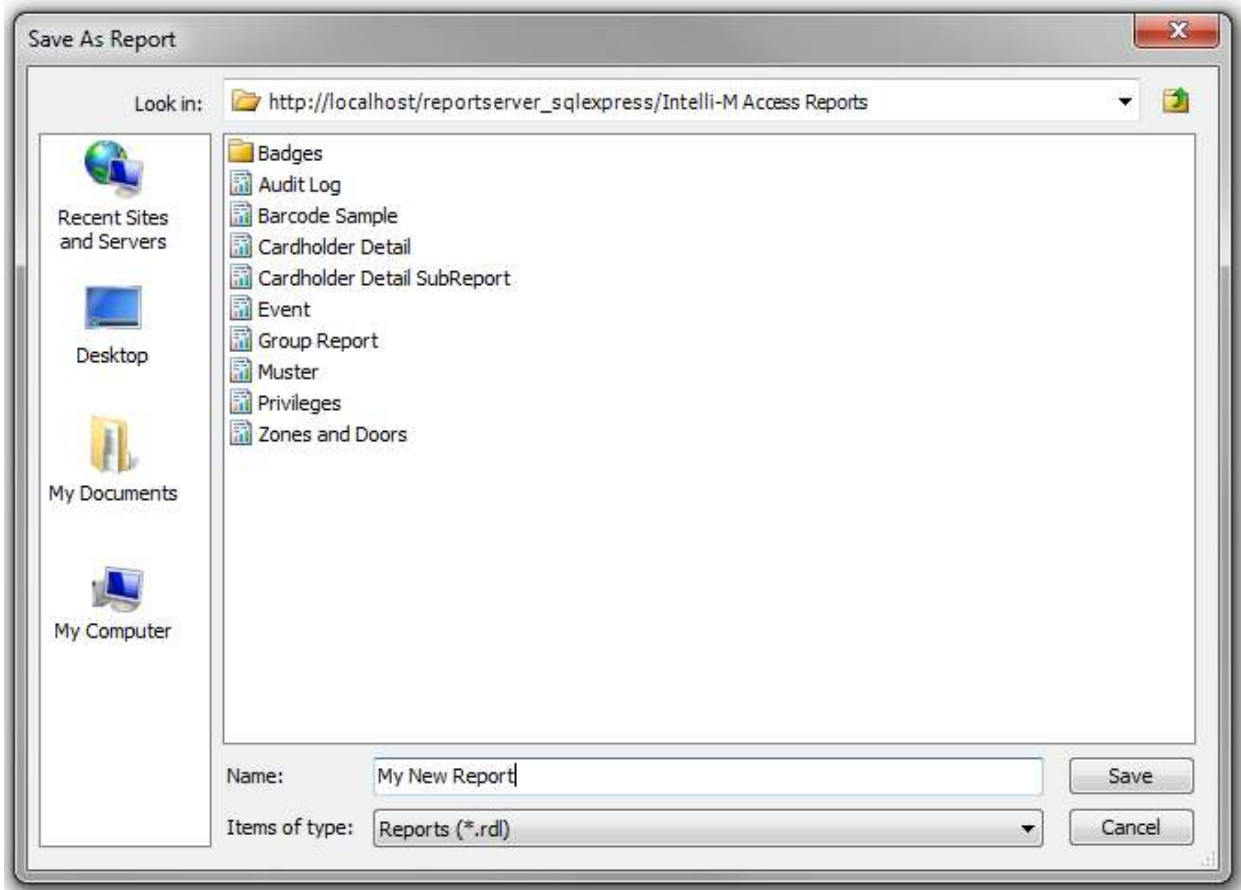 Save As Report
Look in: http://localhost/reportserver_sqlexpress/Intelli-M Access Reports
Recent Sites
and Servers
Desktop
My Documents
My Computer
Badges
Audit Log
Barcode Sample
Cardholder Detail
Cardholder Detail SubReport
Event
Group Report
Muster
Privileges
Zones and Doors
Name: My New Report Save
Items of type: Reports (*.rdl) Cancel